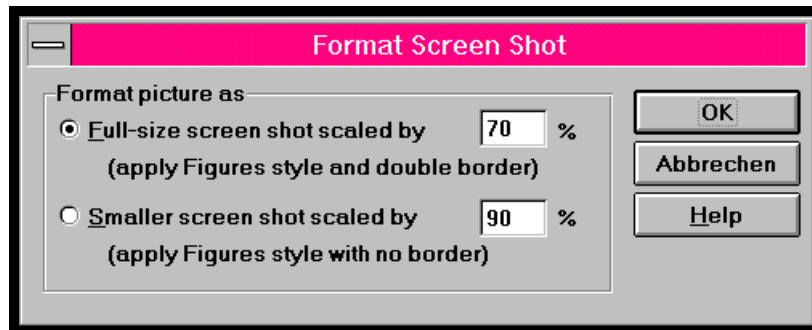 Format Screen Shot
Format picture as
Full-size screen shot scaled by 70 %
(apply Figures style and double border)
Smaller screen shot scaled by 90 %
(apply Figures style with no border)
OK
Abbrechen
Help